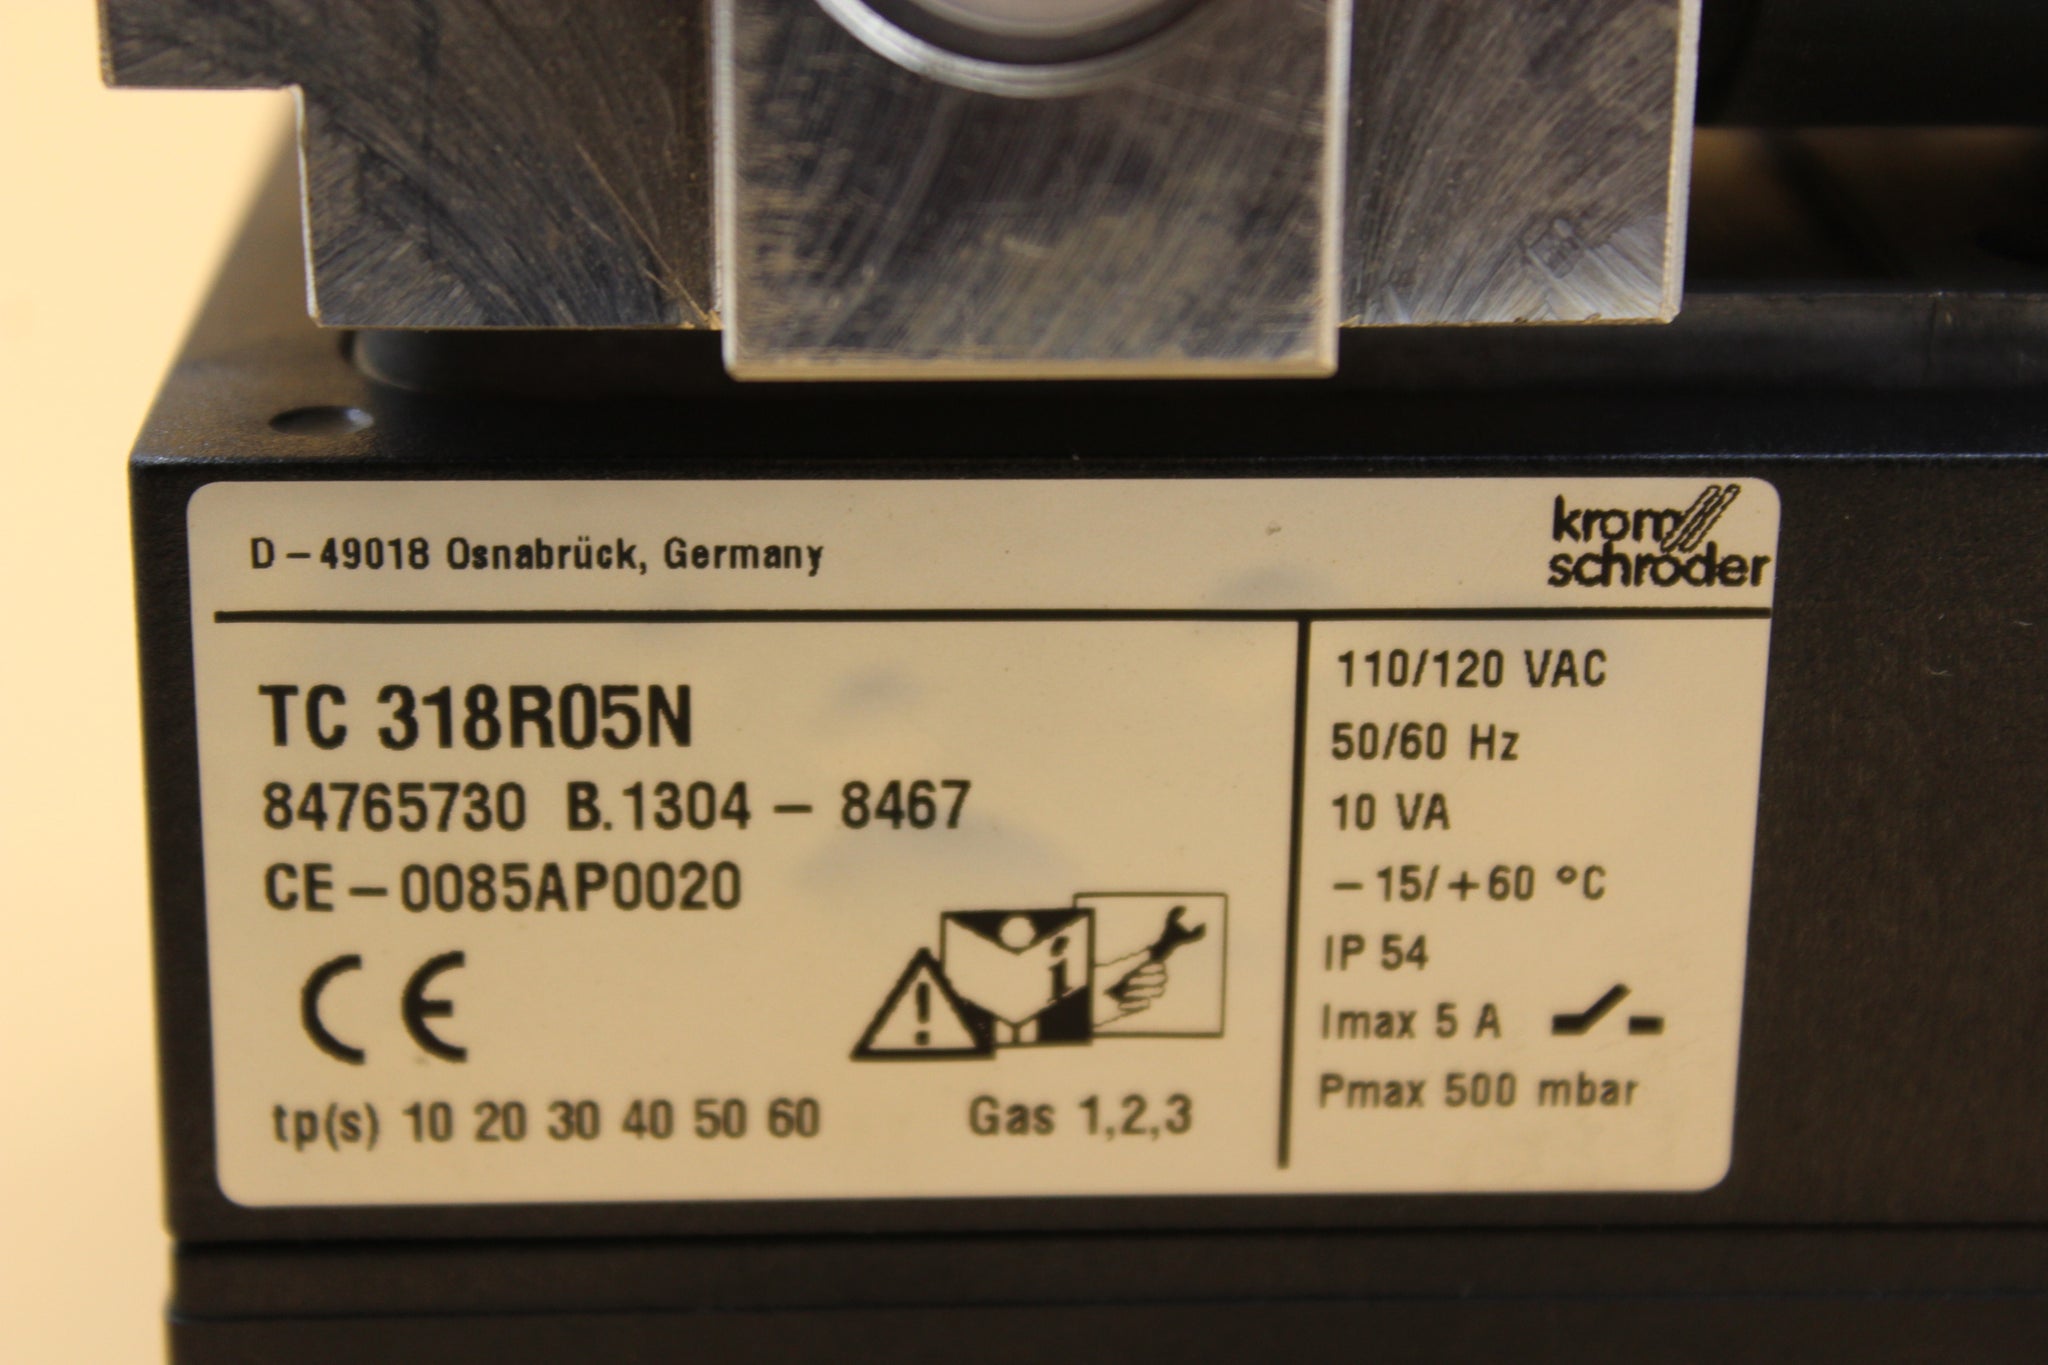 D-49018 Osnabrück, Germany
krom
schroder
TC 318R05N
84765730 B.1304 - 8467
CE-0085AP0020
CE
tp(s) 10 20 30 40 50 60
Gas 1,2,3
110/120 VAC
50/60 Hz
10 VA
-15/+60 °C
IP 54
Imax 5 A
Pmax 500 mbar